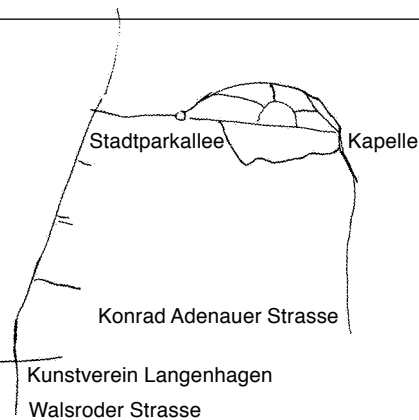 Stadtparkallee
Kapelle
Konrad Adenauer Strasse
Kunstverein Langenhagen
Walsroder Strasse